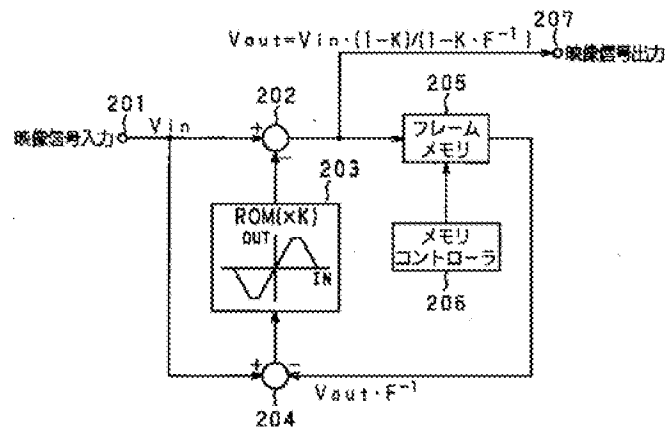 207
Vout=Vin·(1-K)/(1-K·F⁻¹)
映像信号出力
201
202
205
映像信号入力
Vin
+
-
フレーム
メモリ
203
ROM(×K)
OUT
IN
メモリ
コントローラ
206
+
-
Vout·F⁻¹
204